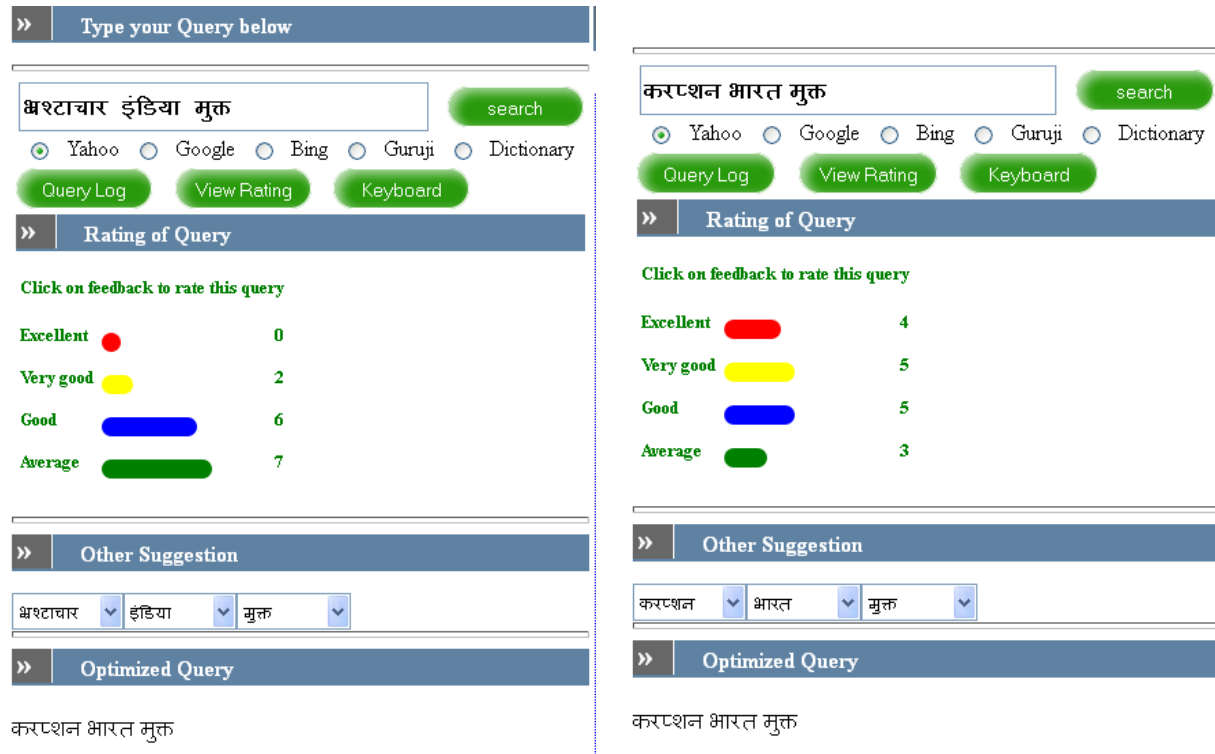 » Type your Query below
भ्रश्टाचार इंडिया मुक्त search
Yahoo Google Bing Guruji Dictionary
Query Log View Rating Keyboard
» Rating of Query
Click on feedback to rate this query
Excellent 0
Very good 2
Good 6
Average 7
» Other Suggestion
भ्रश्टाचार इंडिया मुक्त
» Optimized Query
करप्शन भारत मुक्त
करप्शन भारत मुक्त search
Yahoo Google Bing Guruji Dictionary
Query Log View Rating Keyboard
» Rating of Query
Click on feedback to rate this query
Excellent 4
Very good 5
Good 5
Average 3
» Other Suggestion
करप्शन भारत मुक्त
» Optimized Query
करप्शन भारत मुक्त